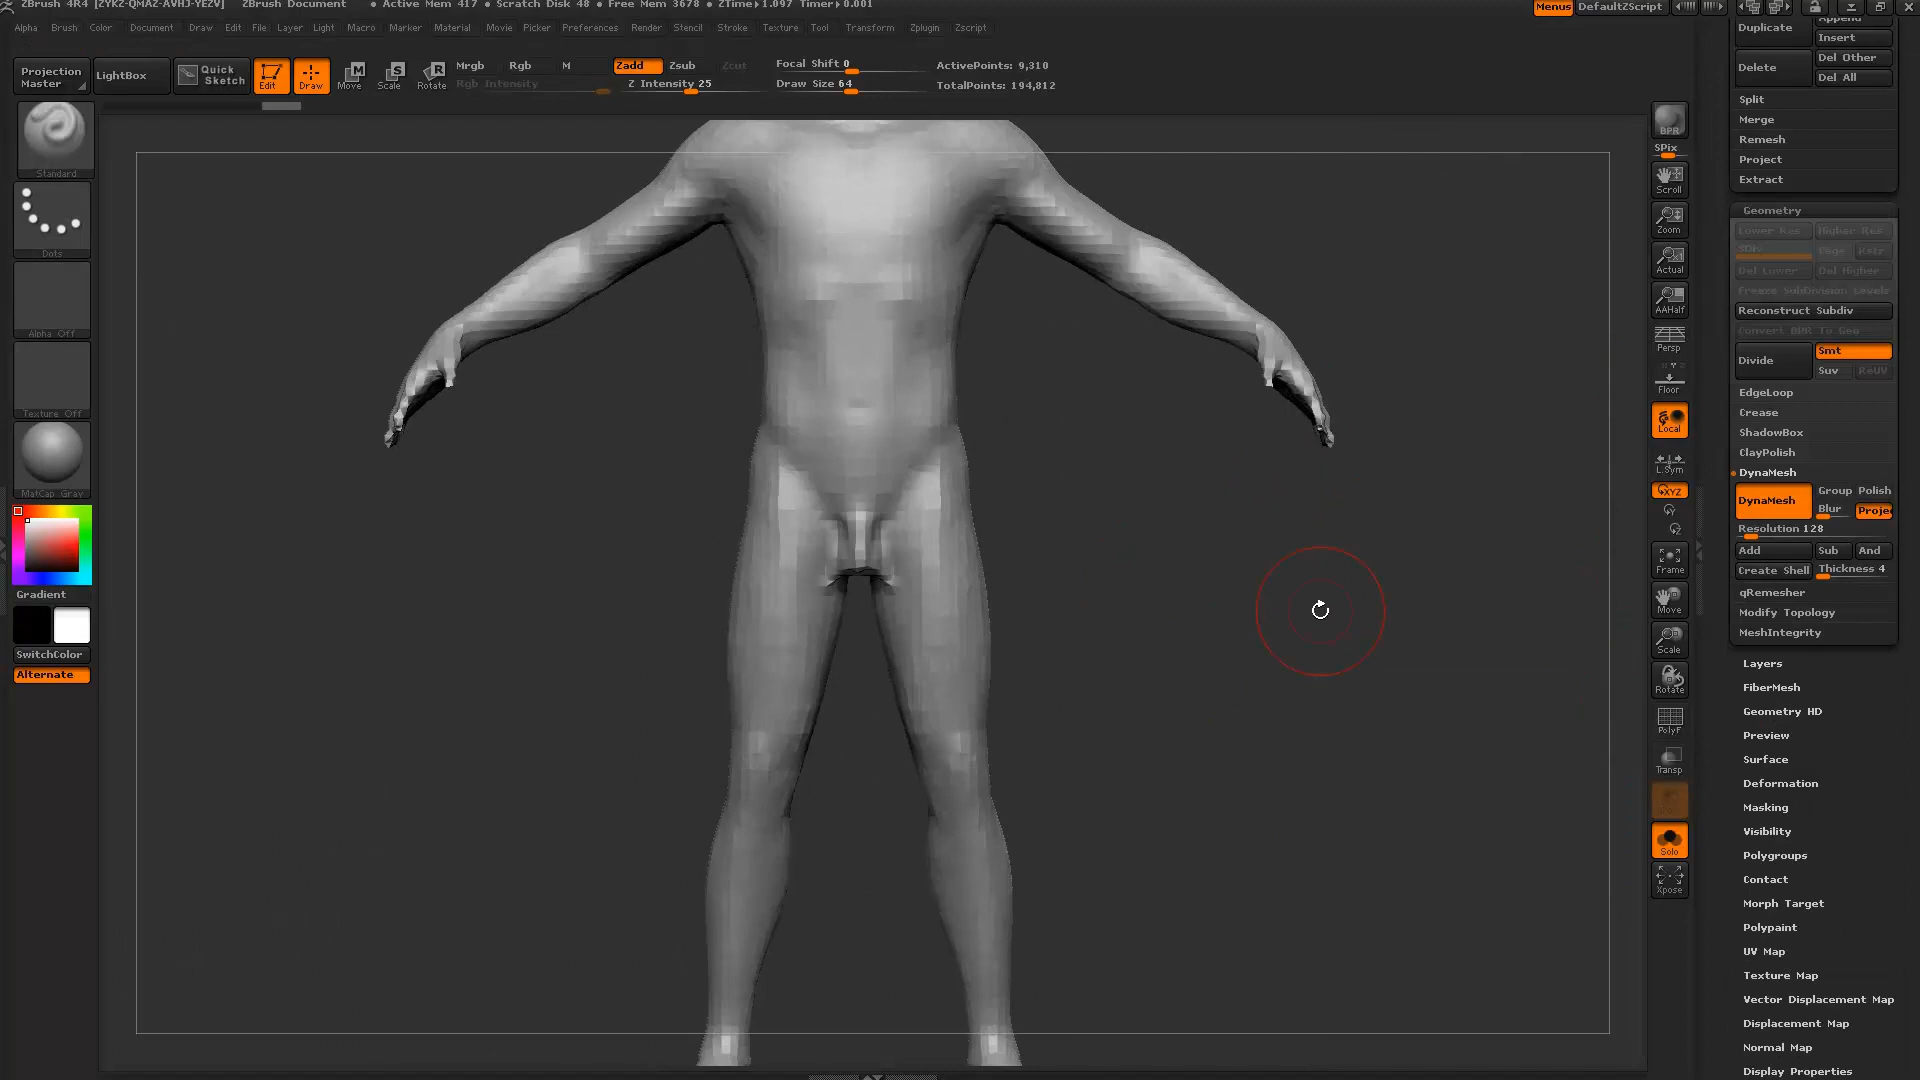 ZBrush 4R4 [ZYKZ-QMAZ-AVHJ-YEZV] ZBrush Document • Active Mem 417 • Scratch Disk 48 • Free Mem 3678 • ZTime▸1.097 Timer▸0.001
Menus DefaultZScript
Alpha Brush Color Document Draw Edit File Layer Light Macro Marker Material Movie Picker Preferences Render Stencil Stroke Texture Tool Transform Zplugin Zscript
Projection Master
LightBox
Quick Sketch
Edit
Draw
Move
Scale
Rotate
Mrgb Rgb M
Rgb Intensity
Zadd Zsub Zcut
Z Intensity 25
Focal Shift 0
Draw Size 64
ActivePoints: 9,310
TotalPoints: 194,812
Standard
Dots
Alpha Off
Texture Off
MatCap Gray
Gradient
SwitchColor
Alternate
BPR
SPix
Scroll
Zoom
Actual
AAHalf
Persp
Floor
Local
L.Sym
XYZ
Frame
Move
Scale
Rotate
PolyF
Transp
Solo
Xpose
Append
Duplicate
Insert
Del Other
Delete
Del All
Split
Merge
Remesh
Project
Extract
Geometry
Lower Res Higher Res
SDiv
Cage Rstr
Del Lower Del Higher
Freeze SubDivision Levels
Reconstruct Subdiv
Convert BPR To Geo
Divide
Smt
Suv ReUV
EdgeLoop
Crease
ShadowBox
ClayPolish
DynaMesh
DynaMesh
Group Polish
Blur Proje
Resolution 128
Add Sub And
Create Shell Thickness 4
qRemesher
Modify Topology
MeshIntegrity
Layers
FiberMesh
Geometry HD
Preview
Surface
Deformation
Masking
Visibility
Polygroups
Contact
Morph Target
Polypaint
UV Map
Texture Map
Vector Displacement Map
Displacement Map
Normal Map
Display Properties